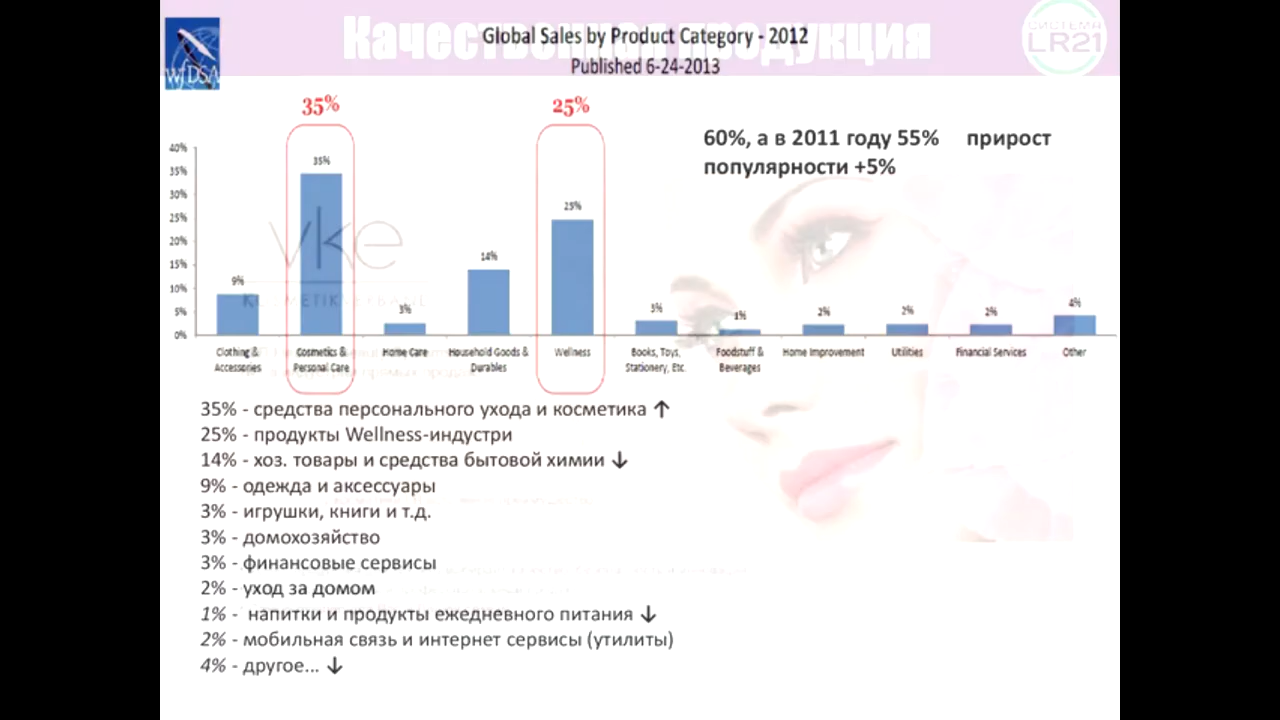 Качественная продукция
Global Sales by Product Category - 2012
Published 6-24-2013
СИСТЕМА
LR21
WFDSA
35%
25%
60%, а в 2011 году 55% прирост
популярности +5%
40%
35%
30%
25%
20%
15%
10%
5%
0%
9%
35%
3%
14%
25%
3%
1%
2%
2%
2%
4%
vke
Clothing &
Accessories
Cosmetics &
Personal Care
Home Care
Household Goods &
Durables
Wellness
Books, Toys,
Stationery, Etc.
Foodstuff &
Beverages
Home Improvement
Utilities
Financial Services
Other
35% - средства персонального ухода и косметика ↑
25% - продукты Wellness-индустри
14% - хоз. товары и средства бытовой химии ↓
9% - одежда и аксессуары
3% - игрушки, книги и т.д.
3% - домохозяйство
3% - финансовые сервисы
2% - уход за домом
1% - напитки и продукты ежедневного питания ↓
2% - мобильная связь и интернет сервисы (утилиты)
4% - другое... ↓